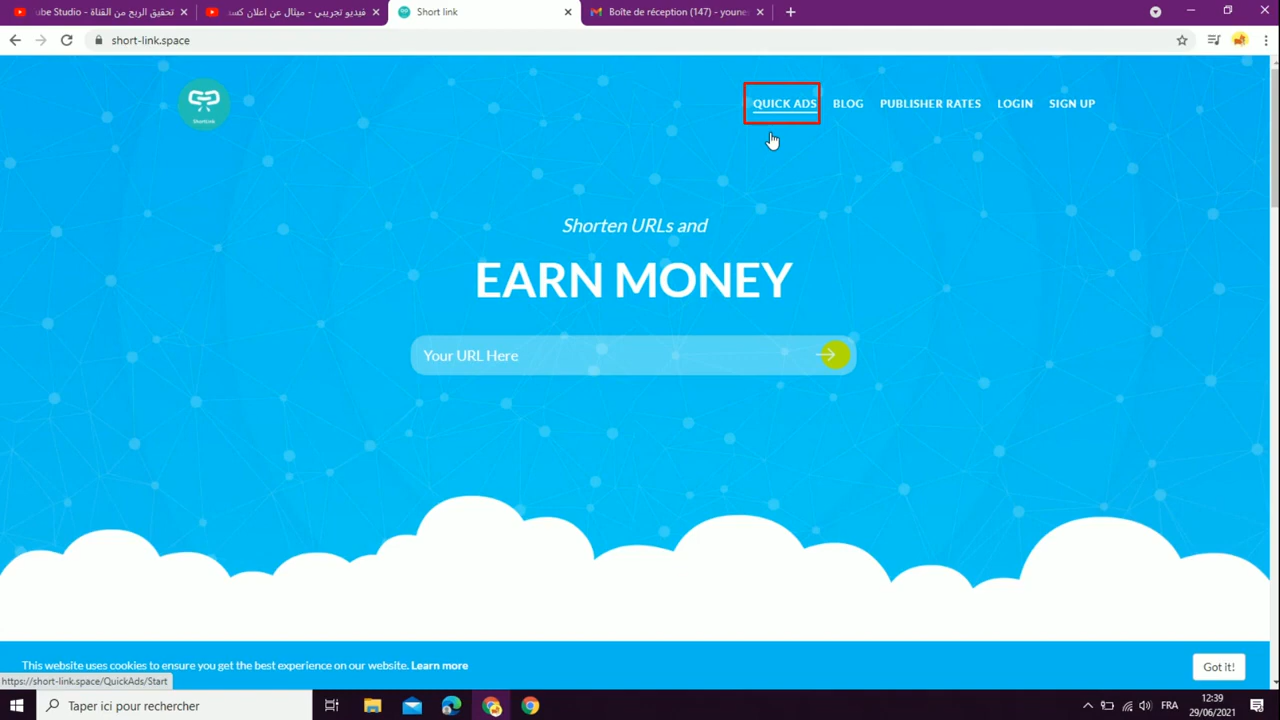 ube Studio - تحقيق الربح من القناة
فيديو تجريبي - ميثال عن اعلان كسد
Short link
Boîte de réception (147) - youne
short-link.space
ShortLink
QUICK ADS
BLOG
PUBLISHER RATES
LOGIN
SIGN UP
Shorten URLs and
EARN MONEY
Your URL Here
This website uses cookies to ensure you get the best experience on our website. Learn more
Got it!
https://short-link.space/QuickAds/Start
Taper ici pour rechercher
FRA
12:39
29/06/2021